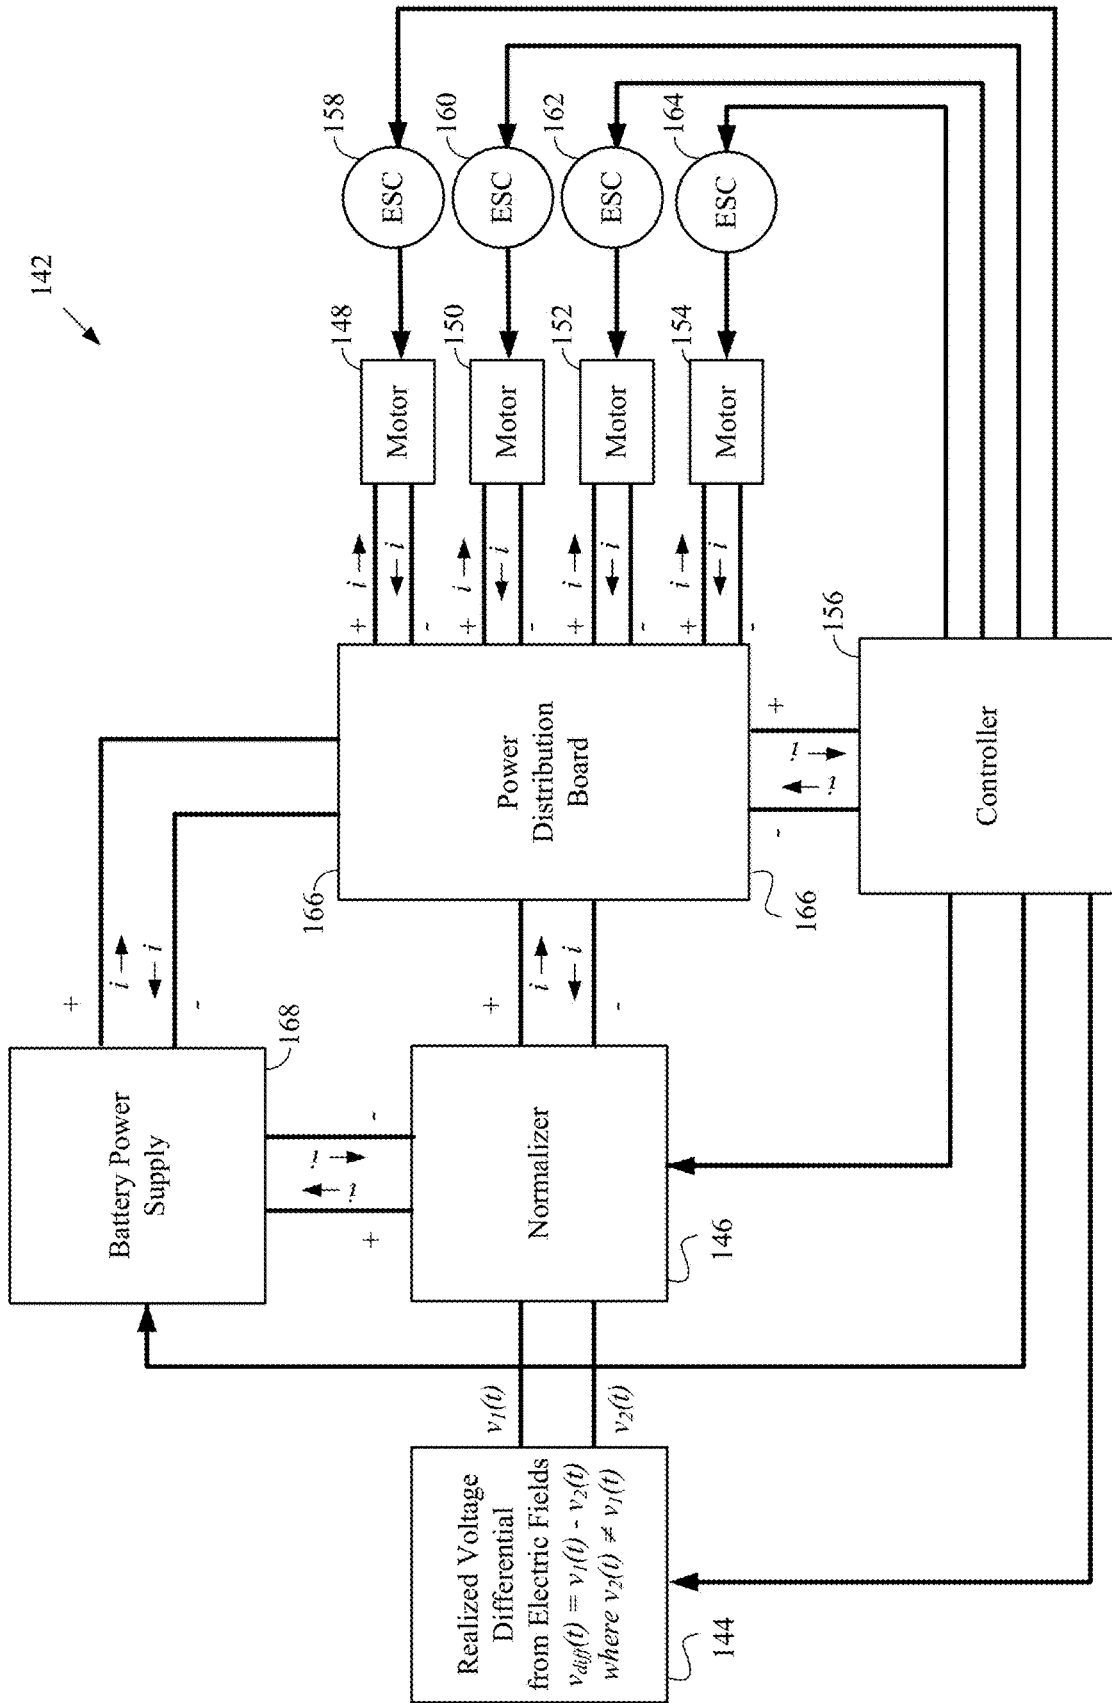 142
Battery Power
Supply
168
+
i
i
-
+
i
i
-
Realized Voltage
Differential
from Electric Fields
v_diff(t) = v_1(t) - v_2(t)
where v_2(t) ≠ v_1(t)
144
v_1(t)
v_2(t)
Normalizer
146
+
i
i
-
166
Power
Distribution
Board
166
+
i
i
-
Motor
148
ESC
158
+
i
i
-
Motor
150
ESC
160
+
i
i
-
Motor
152
ESC
162
+
i
i
-
Motor
154
ESC
164
-
i
i
+
Controller
156